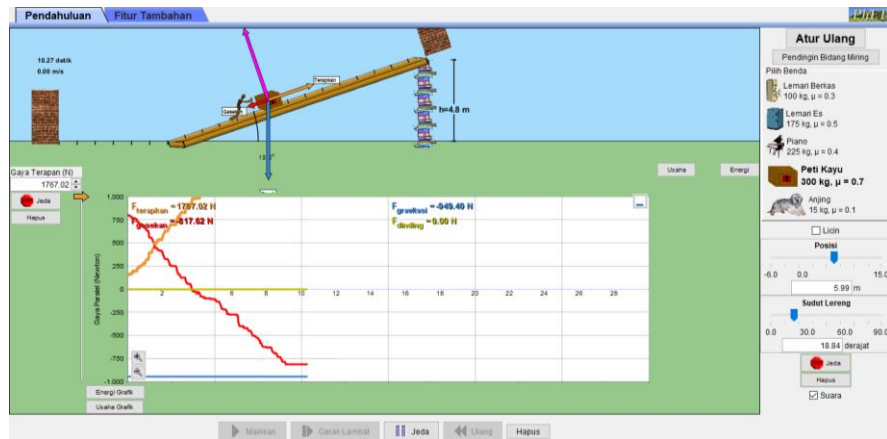 Pendahuluan
Fitur Tambahan
10.27 detik
0.00 m/s
Terapkan
Gesekan
h=4.8 m
Gaya Terapan (N)
1767.02
Jeda
Hapus
Usaha
Energi
Fterapkan = 1767.02 N
Fgravitasi = -949.40 N
Fgesekan = -817.62 N
Fdinding = 0.00 N
Gaya Paralel (Newton)
1,000
750
500
250
0
-250
-500
-750
-1.000
2 4 6 8 10 12 14 16 18 20 22 24 26 28
Energi Grafik
Usaha Grafik
Mainkan
Gerak Lambat
Jeda
Ulang
Hapus
Atur Ulang
Pendingin Bidang Miring
Pilih Benda
Lemari Berkas
100 kg, μ = 0.3
Lemari Es
175 kg, μ = 0.5
Piano
225 kg, μ = 0.4
Peti Kayu
300 kg, μ = 0.7
Anjing
15 kg, μ = 0.1
Licin
Posisi
-6.0 0.0 15.0
5.99 m
Sudut Lereng
0.0 30.0 60.0 90.0
18.84 derajat
Jeda
Hapus
Suara